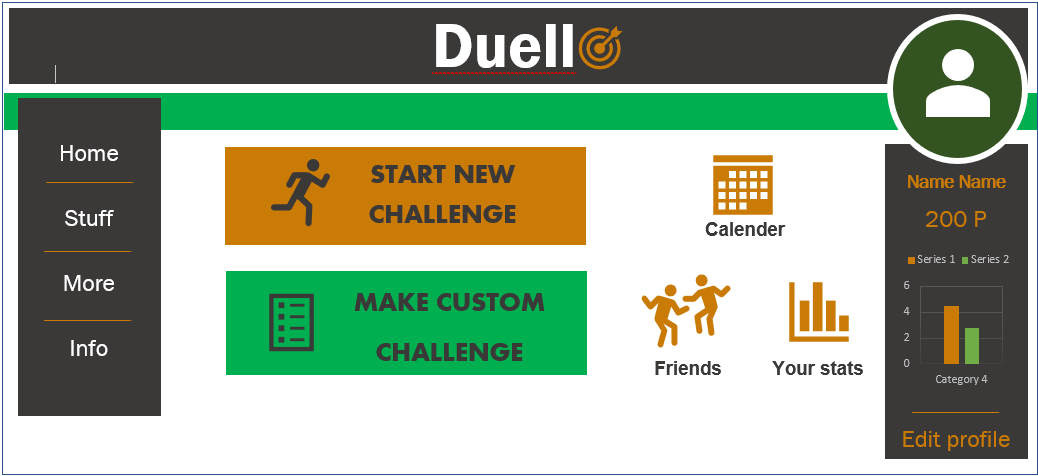 Duell
Home
Stuff
More
Info
START NEW
CHALLENGE
MAKE CUSTOM
CHALLENGE
Calender
Friends
Your stats
Name Name
200 P
Series 1 Series 2
6
4
2
0
Category 4
Edit profile